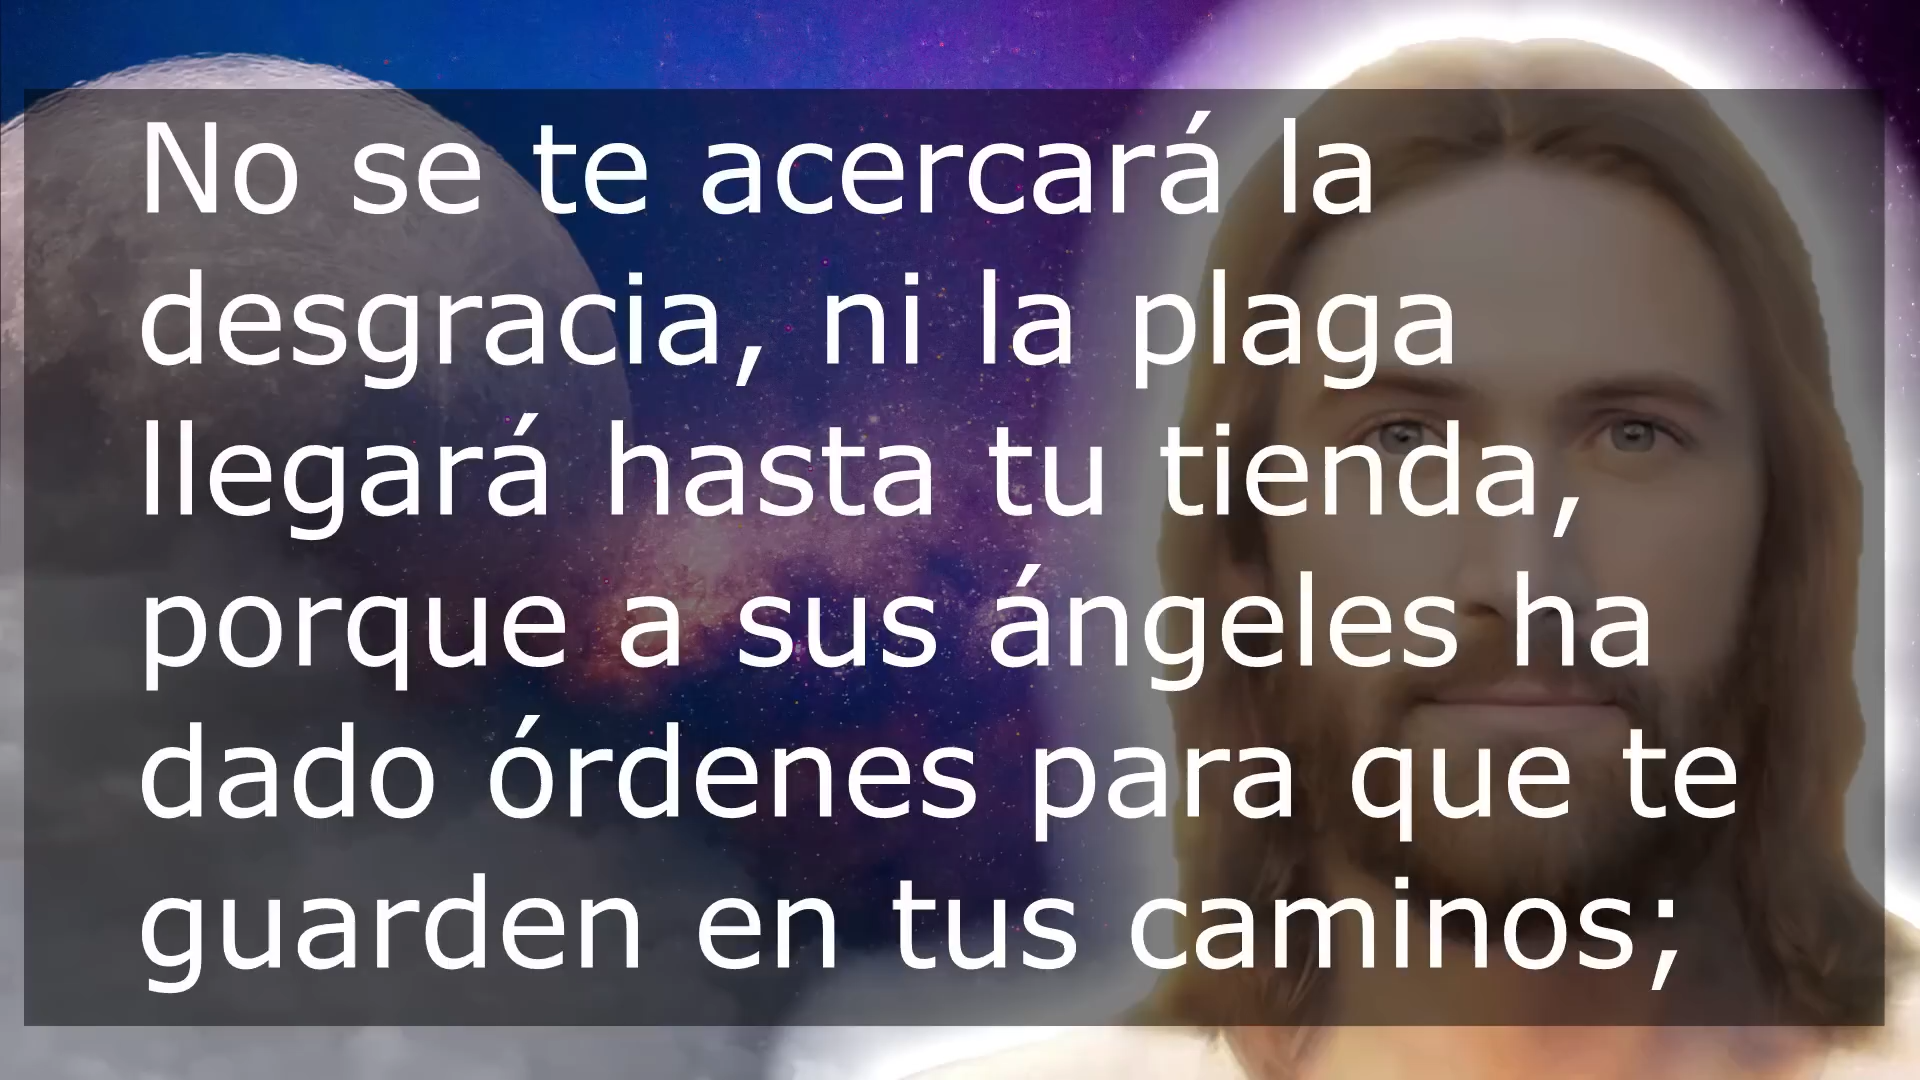 No se te acercará la
desgracia, ni la plaga
llegará hasta tu tienda,
porque a sus ángeles ha
dado órdenes para que te
guarden en tus caminos;